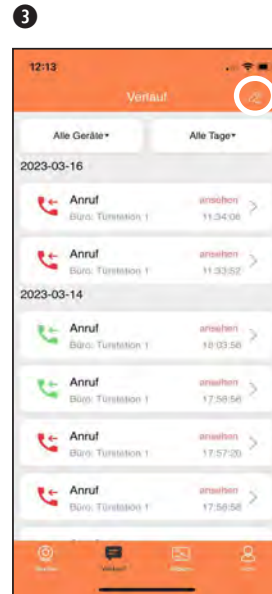 3
12:13
Verlauf
Alle Geräte
Alle Tage
2023-03-16
Anruf ansehen
Büro: Türstation 1 11:34:06
Anruf ansehen
Büro: Türstation 1 11:33:52
2023-03-14
Anruf ansehen
Büro: Türstation 1 18:03:56
Anruf ansehen
Büro: Türstation 1 17:58:56
Anruf ansehen
Büro: Türstation 1 17:57:20
Anruf ansehen
Büro: Türstation 1 17:56:58
Verlauf